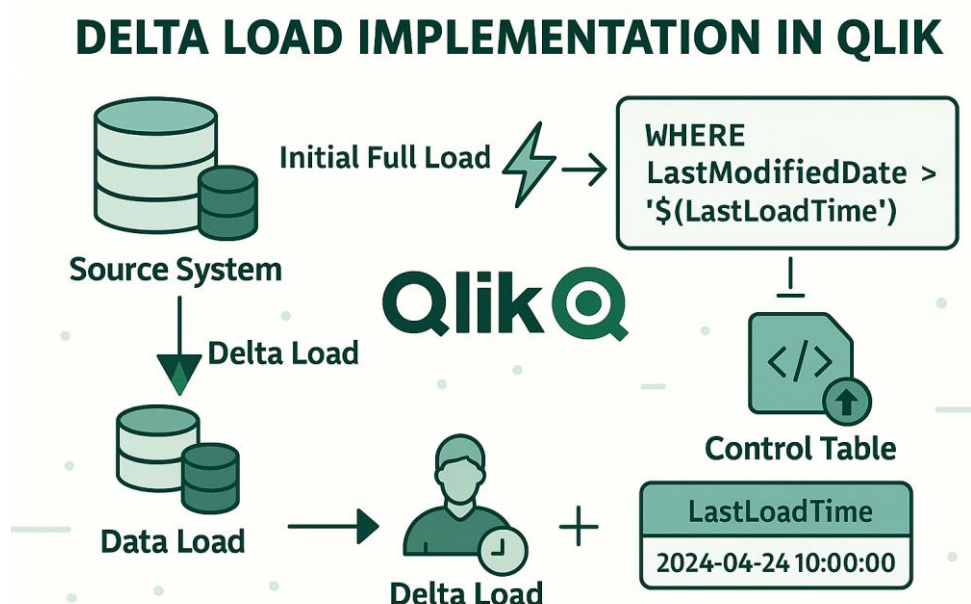 DELTA LOAD IMPLEMENTATION IN QLIK
Initial Full Load
WHERE
LastModifiedDate >
'$(LastLoadTime')
Source System
Qlik
Delta Load
</>
Control Table
Data Load
Delta Load
+
LastLoadTime
2024-04-24 10:00:00